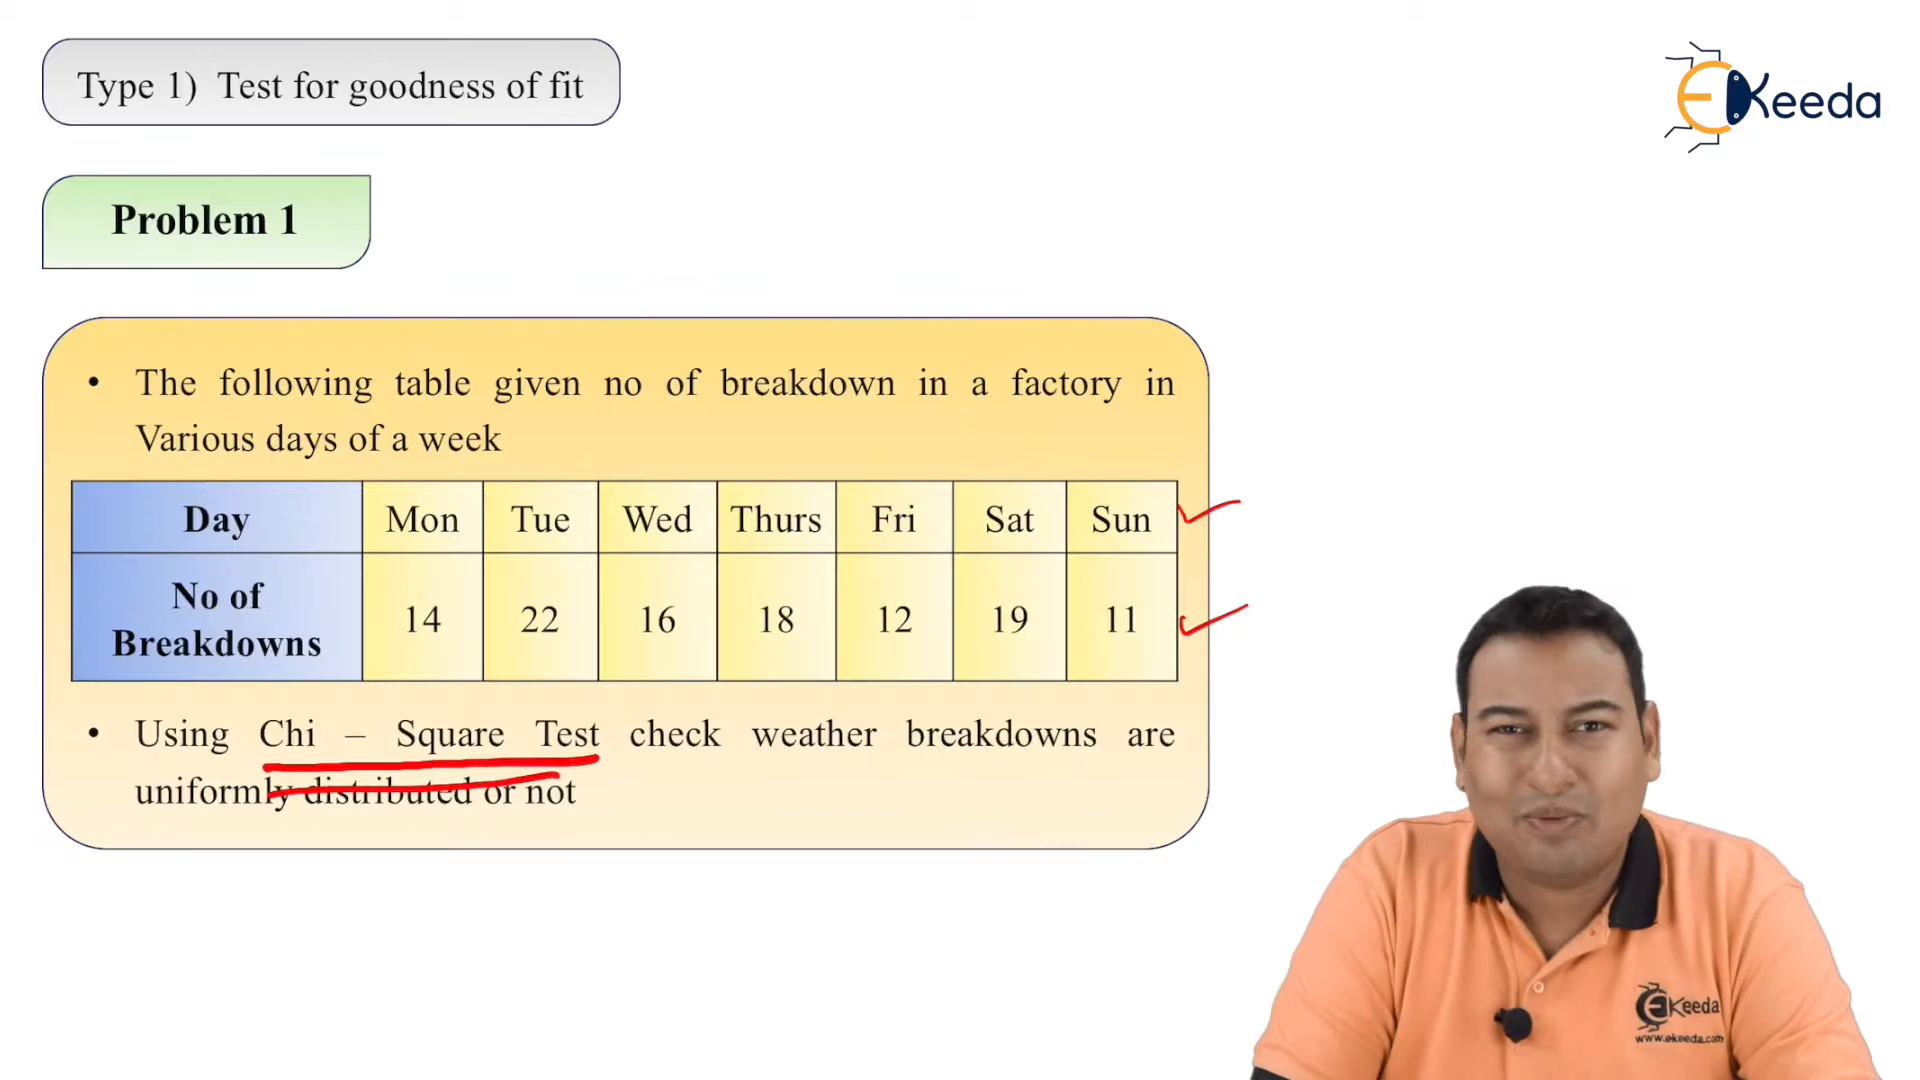 Type 1) Test for goodness of fit
EKeeda
Problem 1
• The following table given no of breakdown in a factory in
Various days of a week
Day Mon Tue Wed Thurs Fri Sat Sun
No of
Breakdowns 14 22 16 18 12 19 11
• Using Chi – Square Test check weather breakdowns are
uniformly distributed or not
EKeeda
www.ekeeda.com